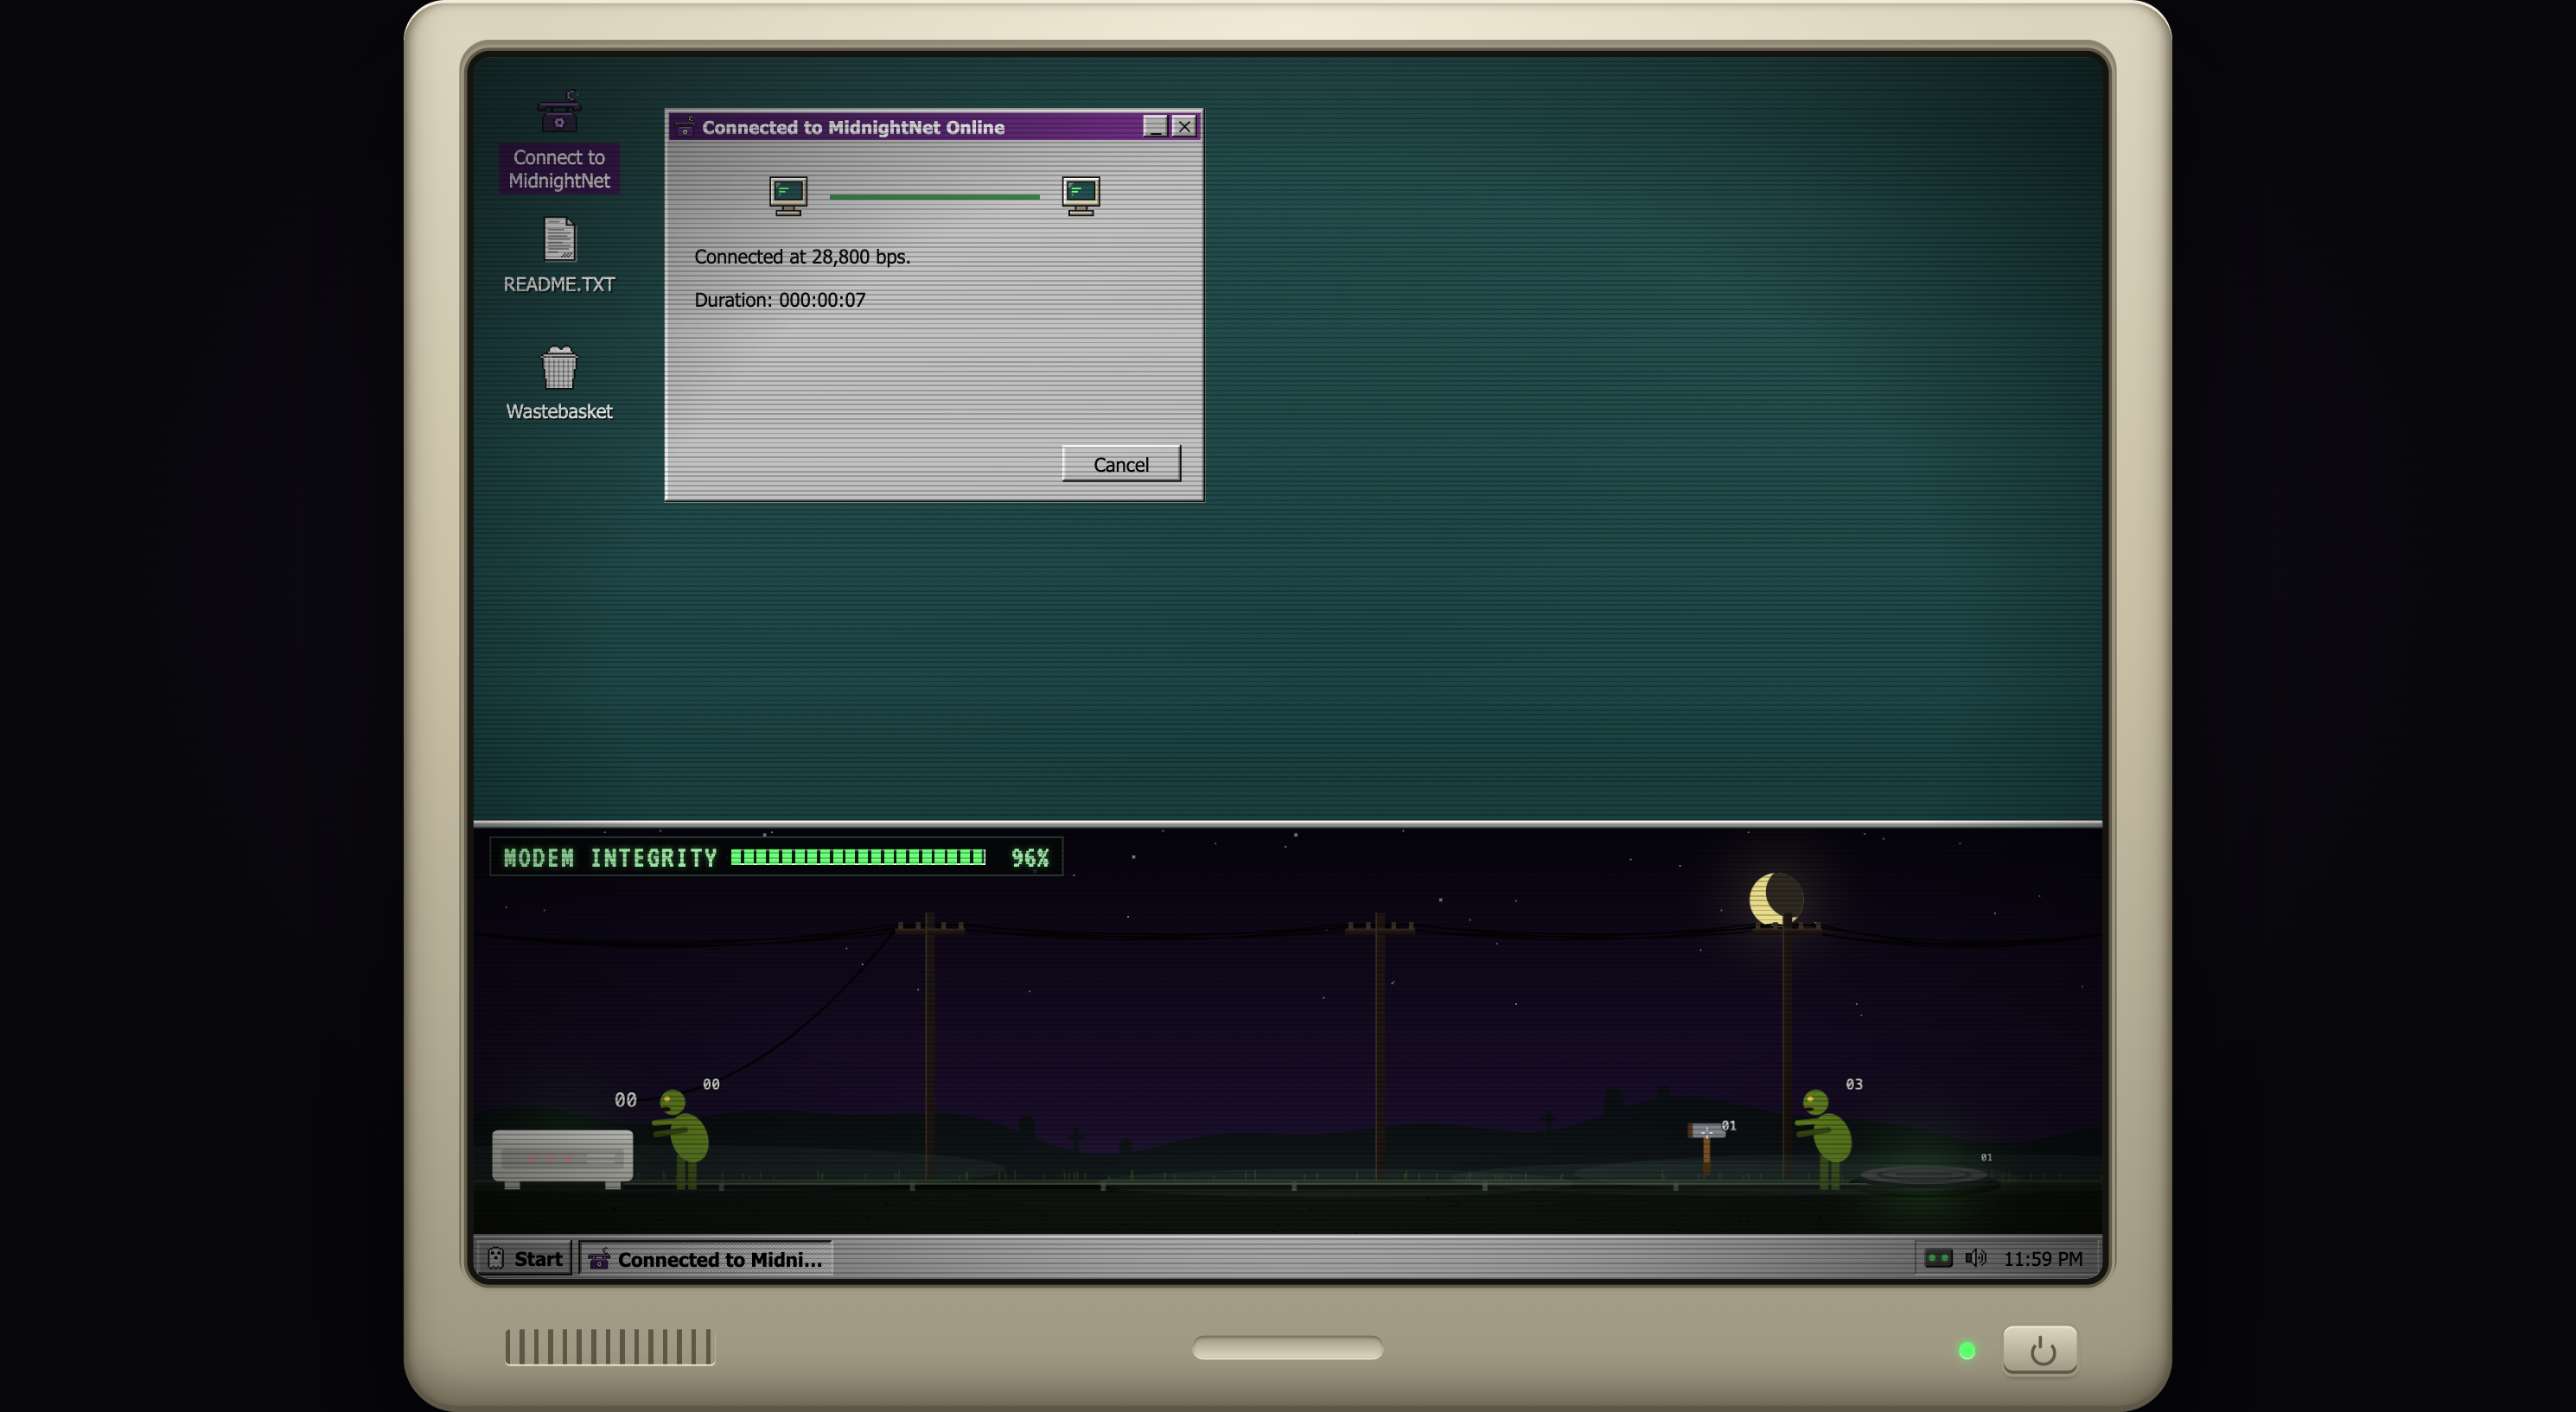 Connect to
MidnightNet
README.TXT
Wastebasket
Connected to MidnightNet Online
Connected at 28,800 bps.
Duration: 000:00:07
Cancel
MODEM INTEGRITY 96%
00
00
03
01
01
Start
Connected to Midni...
11:59 PM